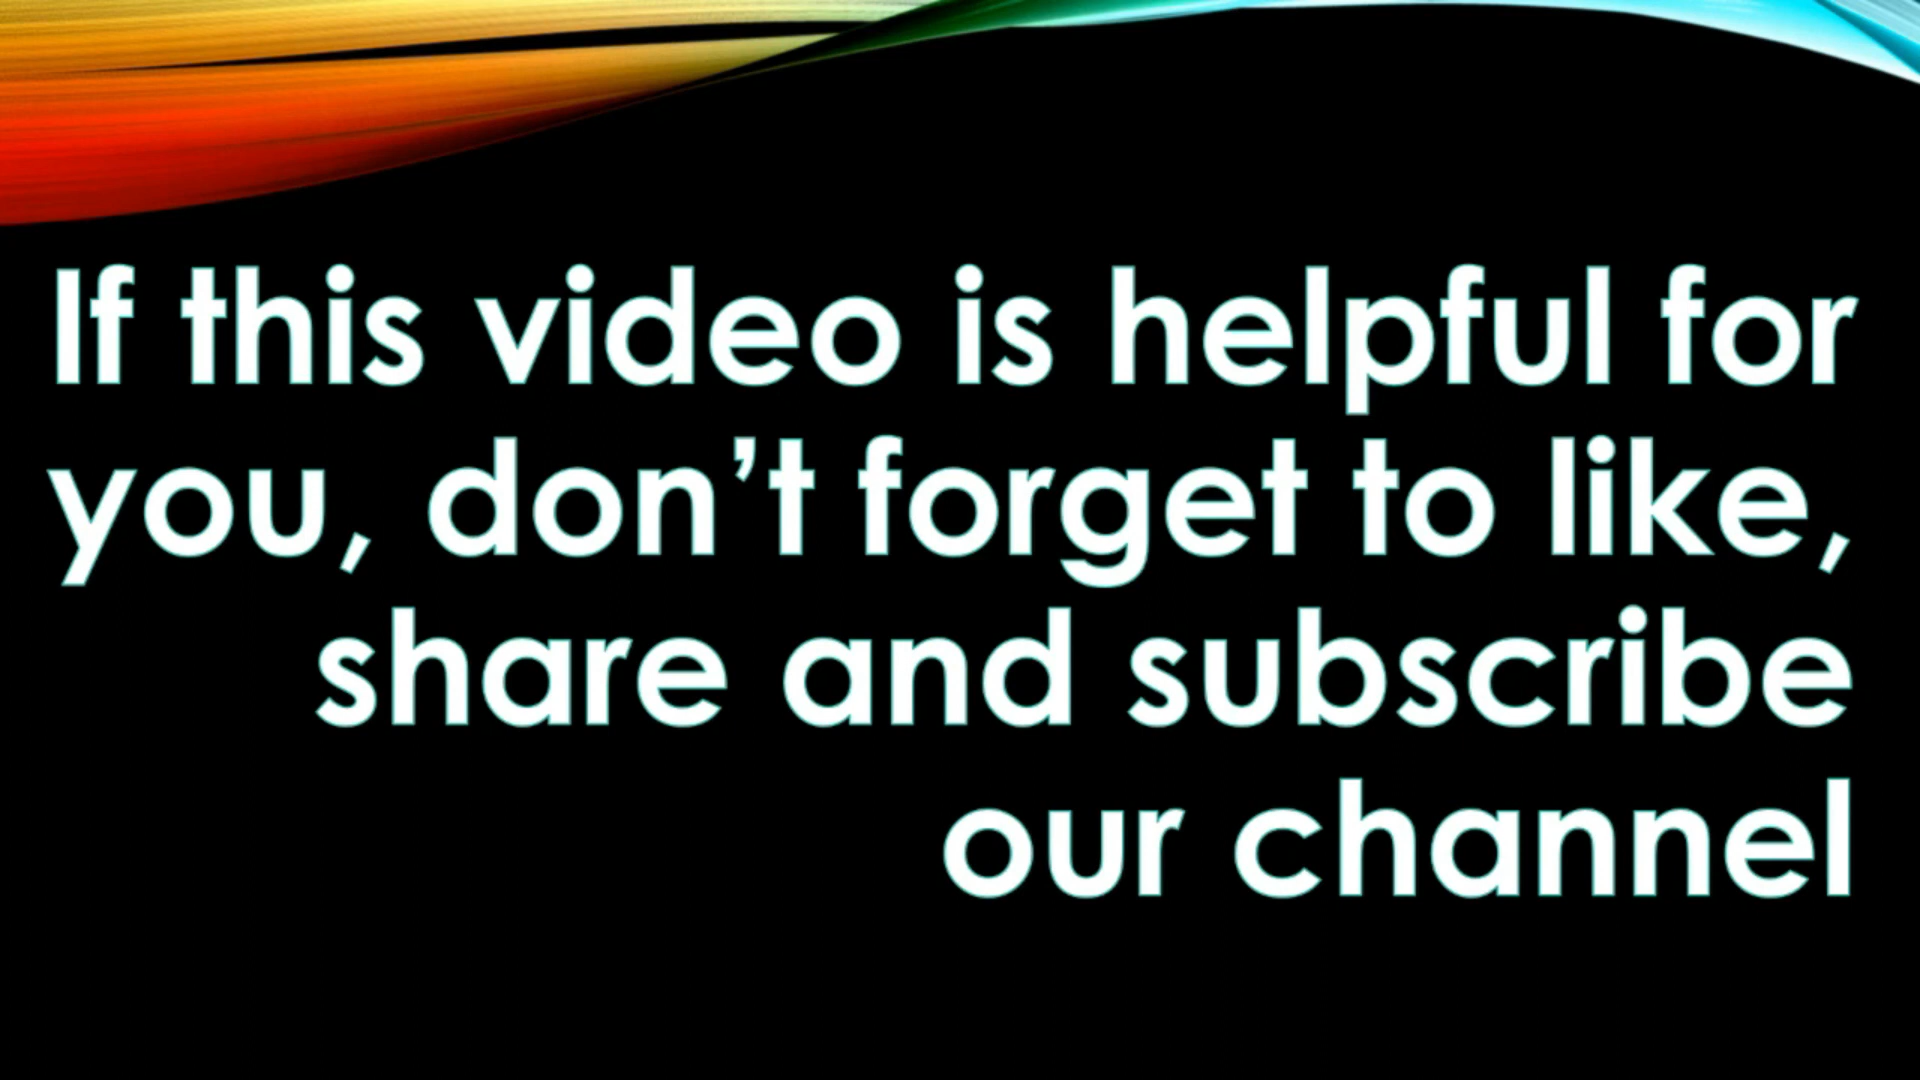 If this video is helpful for
you, don’t forget to like,
share and subscribe
our channel